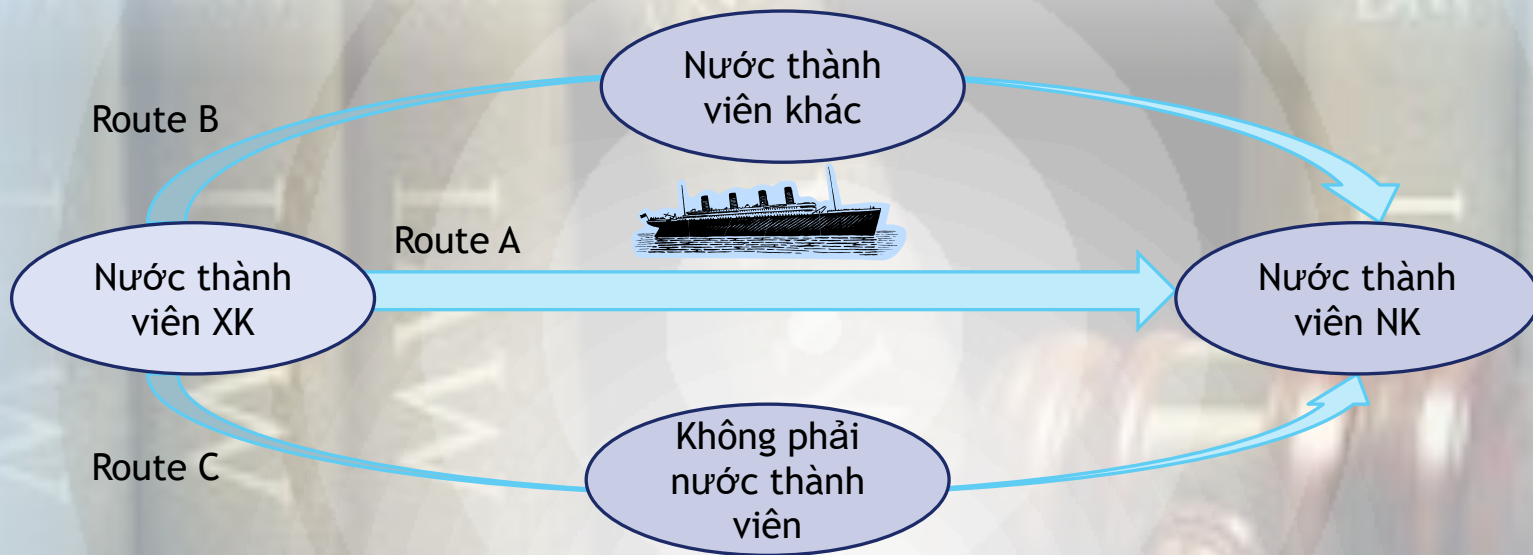 Nước thành
viên khác
Route B
Route A
Nước thành
viên XK
Nước thành
viên NK
Route C
Không phải
nước thành
viên